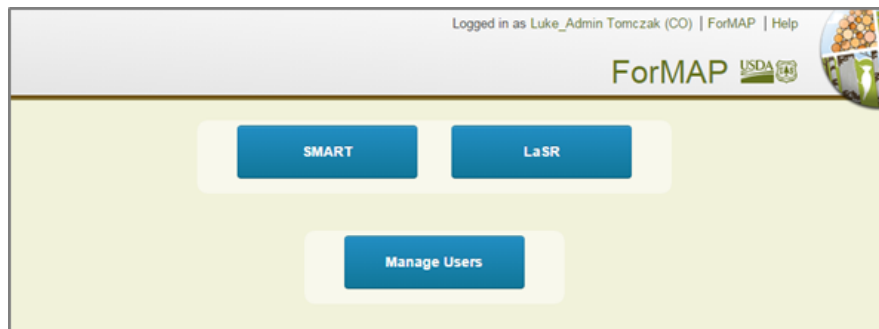 Logged in as Luke_Admin Tomczak (CO) | ForMAP | Help
ForMAP USDA
SMART LaSR
Manage Users